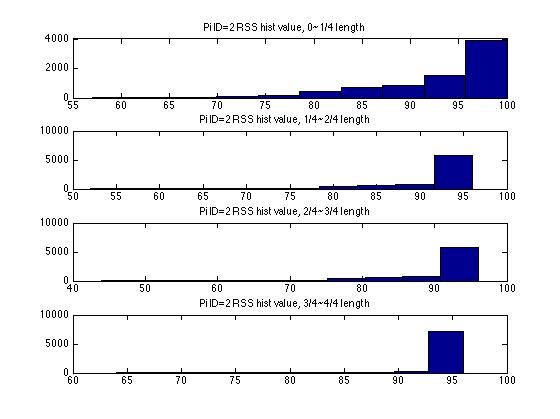 PiID=2 RSS hist value, 0~1/4 length
4000
2000
0
55 60 65 70 75 80 85 90 95 100
PiID=2 RSS hist value, 1/4~2/4 length
10000
5000
0
50 55 60 65 70 75 80 85 90 95 100
PiID=2 RSS hist value, 2/4~3/4 length
10000
5000
0
40 50 60 70 80 90 100
PiID=2 RSS hist value, 3/4~4/4 length
10000
5000
0
60 65 70 75 80 85 90 95 100